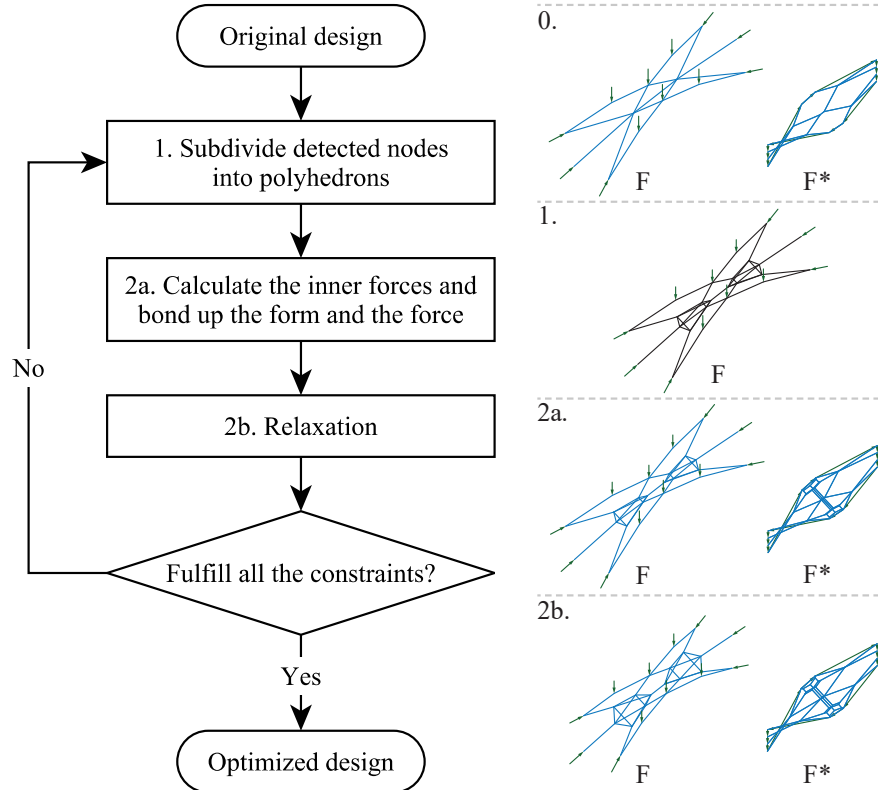 Original design
1. Subdivide detected nodes
into polyhedrons
2a. Calculate the inner forces and
bond up the form and the force
No
2b. Relaxation
Fulfill all the constraints?
Yes
Optimized design
0.
F
F*
1.
F
2a.
F
F*
2b.
F
F*